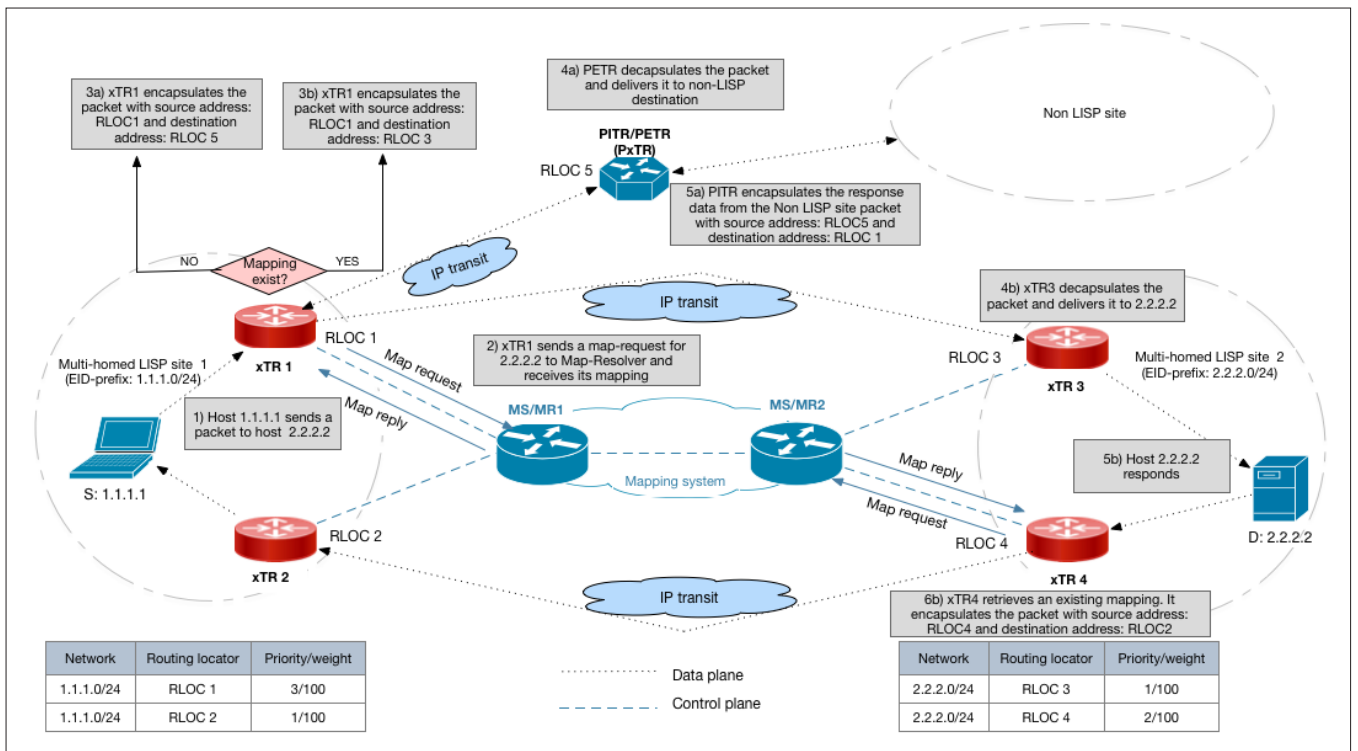 3a) xTR1 encapsulates the
packet with source address:
RLOC1 and destination
address: RLOC 5
3b) xTR1 encapsulates the
packet with source address:
RLOC1 and destination
address: RLOC 3
4a) PETR decapsulates the packet
and delivers it to non-LISP
destination
Non LISP site
PITR/PETR
(PxTR)
RLOC 5
5a) PITR encapsulates the response
data from the Non LISP site packet
with source address: RLOC5 and
destination address: RLOC 1
NO
Mapping
exist?
YES
IP transit
IP transit
4b) xTR3 decapsulates the
packet and delivers it to 2.2.2.2
RLOC 1
xTR 1
Multi-homed LISP site 1
(EID-prefix: 1.1.1.0/24)
2) xTR1 sends a map-request for
2.2.2.2 to Map-Resolver and
receives its mapping
RLOC 3
xTR 3
Multi-homed LISP site 2
(EID-prefix: 2.2.2.0/24)
Map request
Map reply
1) Host 1.1.1.1 sends a
packet to host 2.2.2.2
MS/MR1
MS/MR2
Mapping system
Map reply
Map request
5b) Host 2.2.2.2
responds
S: 1.1.1.1
D: 2.2.2.2
RLOC 2
xTR 2
RLOC 4
xTR 4
IP transit
6b) xTR4 retrieves an existing mapping. It
encapsulates the packet with source address:
RLOC4 and destination address: RLOC2
Network Routing locator Priority/weight
1.1.1.0/24 RLOC 1 3/100
1.1.1.0/24 RLOC 2 1/100
Data plane
Control plane
Network Routing locator Priority/weight
2.2.2.0/24 RLOC 3 1/100
2.2.2.0/24 RLOC 4 2/100